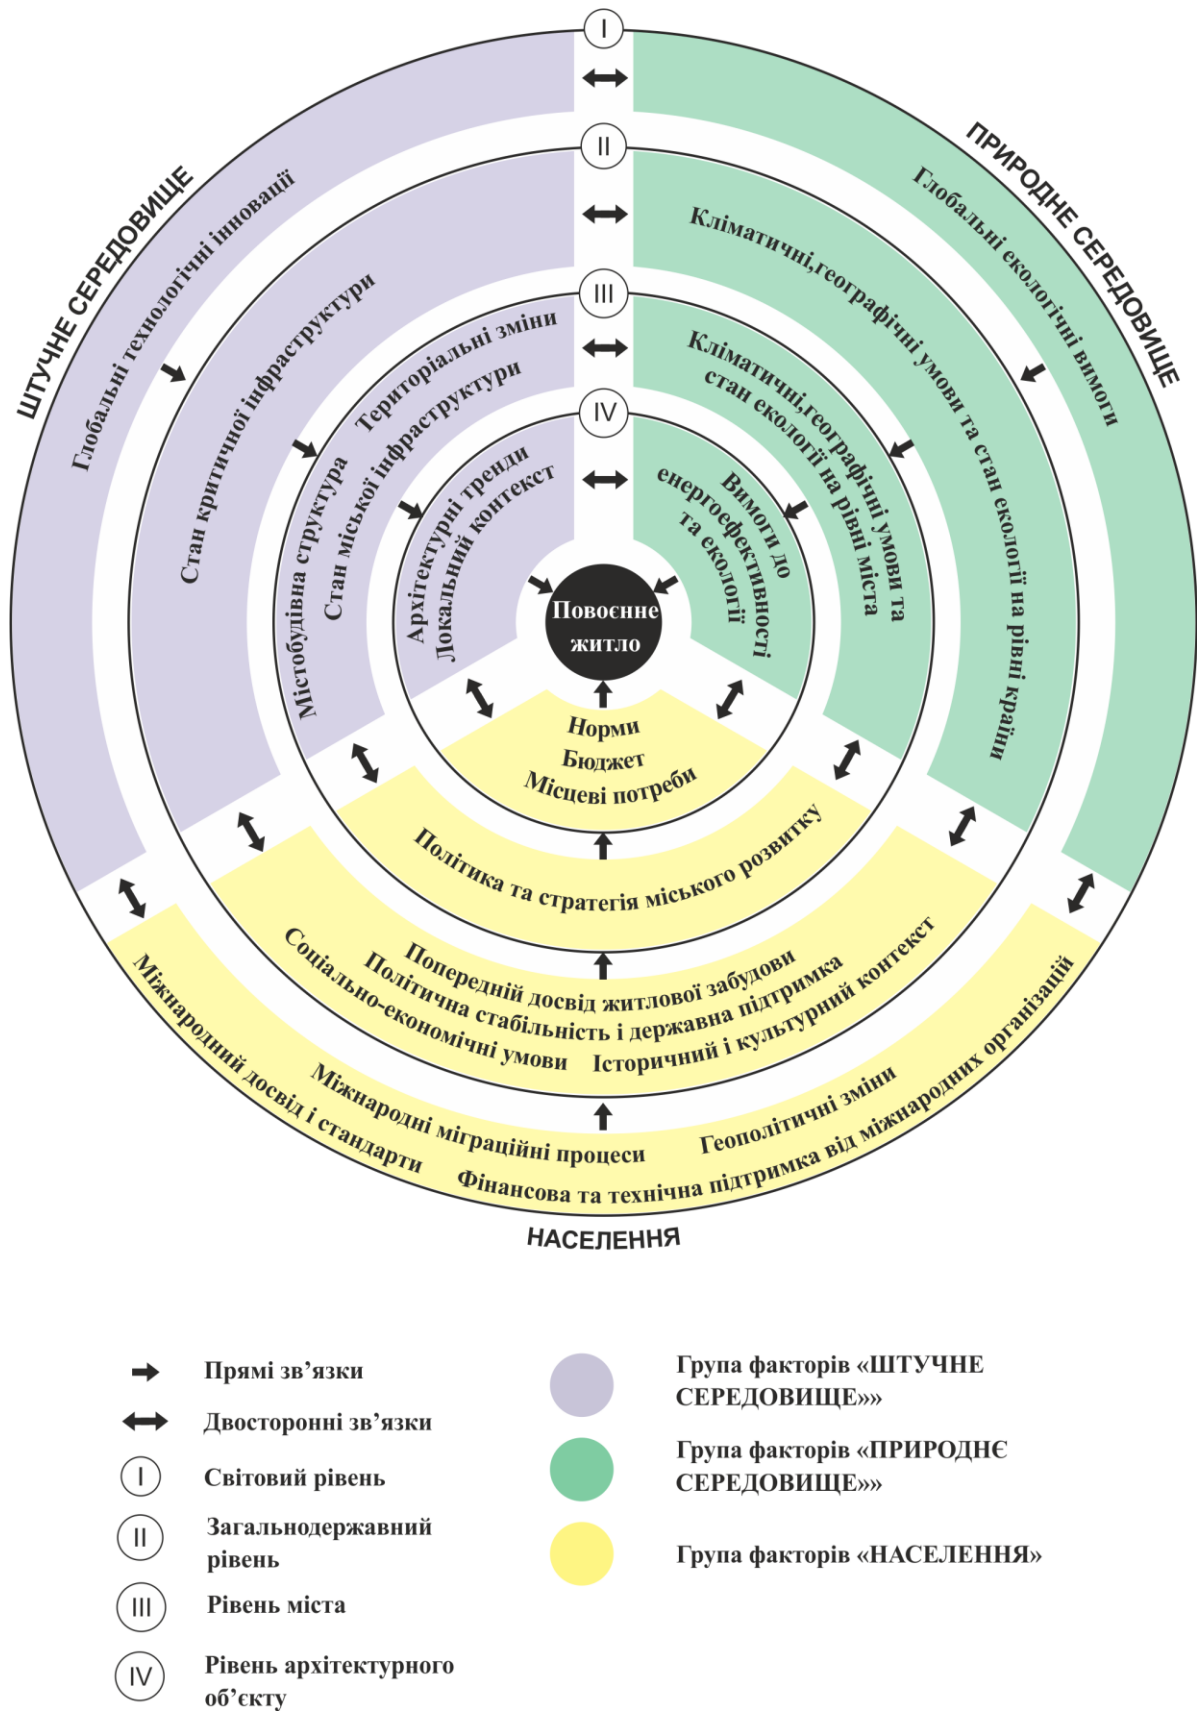 I
II
III
IV
ШТУЧНЕ СЕРЕДОВИЩЕ
ПРИРОДНЕ СЕРЕДОВИЩЕ
НАСЕЛЕННЯ
Глобальні технологічні інновації
Глобальні екологічні вимоги
Стан критичної інфраструктури
Кліматичні,географічні умови та стан екології на рівні країни
Містобудівна структура
Територіальні зміни
Стан міської інфраструктури
Кліматичні,географічні умови та
стан екології на рівні міста
Архітектурні тренди
Локальний контекст
Вимоги до
енергоефективності
та екології
Повоєнне
житло
Норми
Бюджет
Місцеві потреби
Політика та стратегія міського розвитку
Попередній досвід житлової забудови
Політична стабільність і державна підтримка
Соціально-економічні умови
Історичний і культурний контекст
Міжнародні міграційні процеси
Геополітичні зміни
Міжнародний досвід і стандарти
Фінансова та технічна підтримка від міжнародних організацій
Прямі зв’язки
Двосторонні зв’язки
I
Світовий рівень
II
Загальнодержавний
рівень
III
Рівень міста
IV
Рівень архітектурного
об’єкту
Група факторів «ШТУЧНЕ
СЕРЕДОВИЩЕ»»
Група факторів «ПРИРОДНЄ
СЕРЕДОВИЩЕ»»
Група факторів «НАСЕЛЕННЯ»